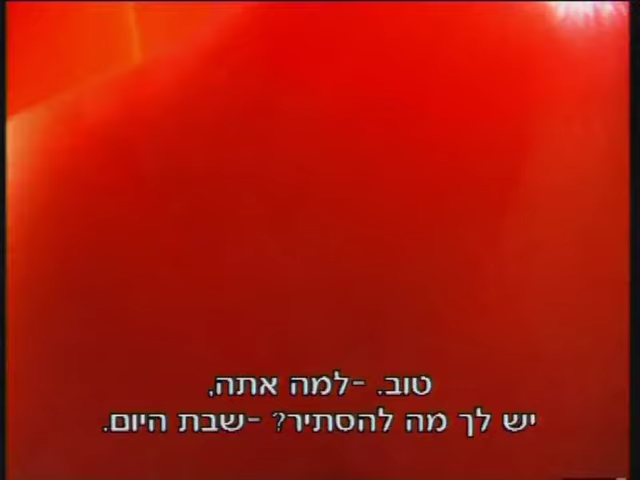 טוב. -למה אתה,
יש לך מה להסתיר? -שבת היום.